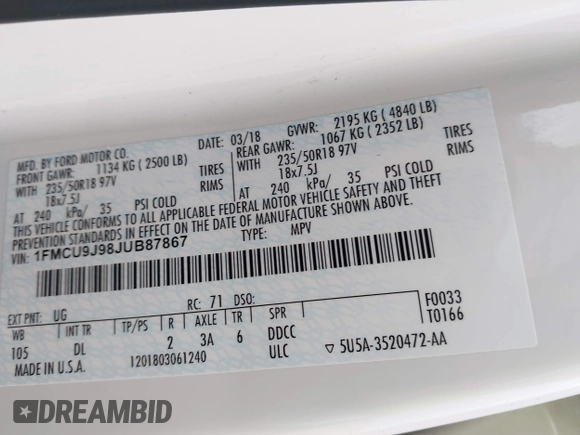 MFD. BY FORD MOTOR CO.
DATE: 03/18 GVWR: 2195 KG ( 4840 LB)
FRONT GAWR: 1134 KG ( 2500 LB)
REAR GAWR: 1067 KG ( 2352 LB)
WITH 235/50R18 97V TIRES
WITH 235/50R18 97V TIRES
18x7.5J RIMS
18x7.5J RIMS
AT 240 kPa/ 35 PSI COLD
AT 240 kPa/ 35 PSI COLD
THIS VEHICLE CONFORMS TO ALL APPLICABLE FEDERAL MOTOR VEHICLE SAFETY AND THEFT
PREVENTION STANDARDS IN EFFECT ON THE DATE OF MANUFACTURE SHOWN ABOVE.
VIN: 1FMCU9J98JUB87867 TYPE: MPV
EXT PNT: UG RC: 71 DSO: F0033
WB INT TR TP/PS R AXLE TR SPR T0166
105 DL 2 3A 6 DDCC
MADE IN U.S.A. 1201803061240 ULC ▽ 5U5A-3520472-AA
DREAMBID